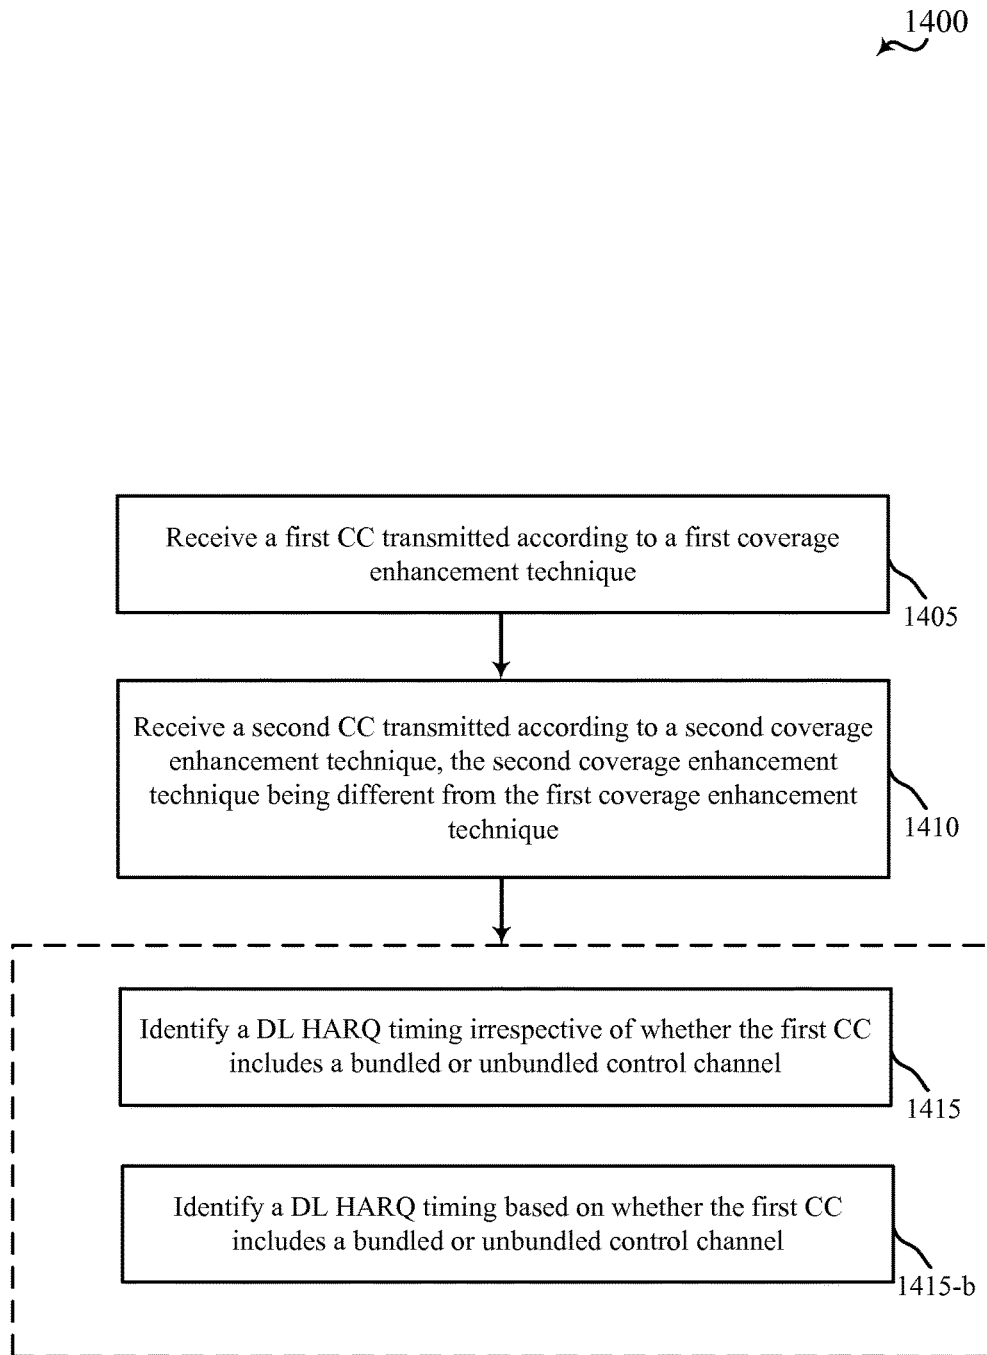 1400
Receive a first CC transmitted according to a first coverage
enhancement technique
1405
Receive a second CC transmitted according to a second coverage
enhancement technique, the second coverage enhancement
technique being different from the first coverage enhancement
technique
1410
Identify a DL HARQ timing irrespective of whether the first CC
includes a bundled or unbundled control channel
1415
Identify a DL HARQ timing based on whether the first CC
includes a bundled or unbundled control channel
1415-b